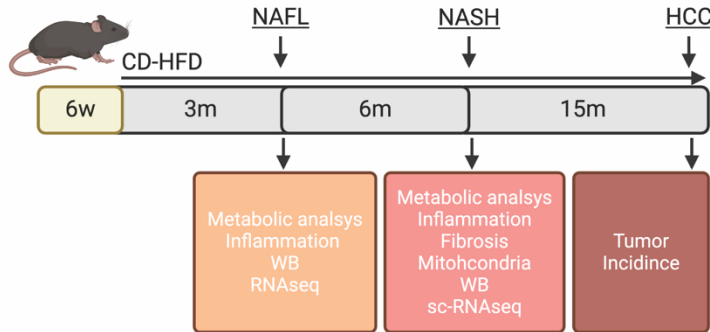 NAFL
NASH
HCC
CD-HFD
6w
3m
6m
15m
Metabolic analsys
Inflammation
WB
RNAseq
Metabolic analsys
Inflammation
Fibrosis
Mitohcondria
WB
sc-RNAseq
Tumor
Incidince